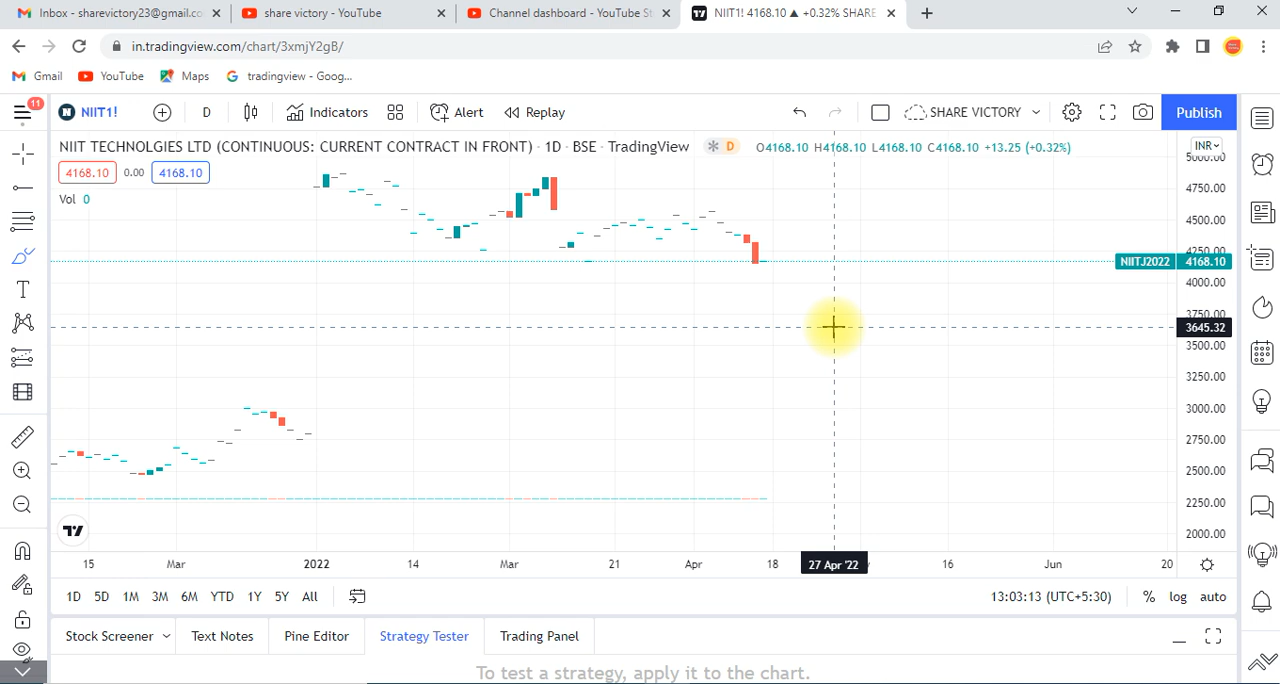 Inbox - sharevictory23@gmail.co
share victory - YouTube
Channel dashboard - YouTube St
NIIT1! 4168.10 ▲ +0.32% SHARE
in.tradingview.com/chart/3xmjY2gB/
Gmail
YouTube
Maps
tradingview - Goog...
11
NIIT1!
D
Indicators
Alert
Replay
SHARE VICTORY
Publish
NIIT TECHNOLGIES LTD (CONTINUOUS: CURRENT CONTRACT IN FRONT) · 1D · BSE · TradingView
D
O4168.10 H4168.10 L4168.10 C4168.10 +13.25 (+0.32%)
INR
4168.10
0.00
4168.10
Vol 0
5000.00
4750.00
4500.00
4250.00
NIITJ2022
4168.10
4000.00
3750.00
3645.32
3500.00
3250.00
3000.00
2750.00
2500.00
2250.00
2000.00
15
Mar
2022
14
Mar
21
Apr
18
27 Apr '22
16
Jun
20
1D
5D
1M
3M
6M
YTD
1Y
5Y
All
13:03:13 (UTC+5:30)
%
log
auto
Stock Screener
Text Notes
Pine Editor
Strategy Tester
Trading Panel
To test a strategy, apply it to the chart.